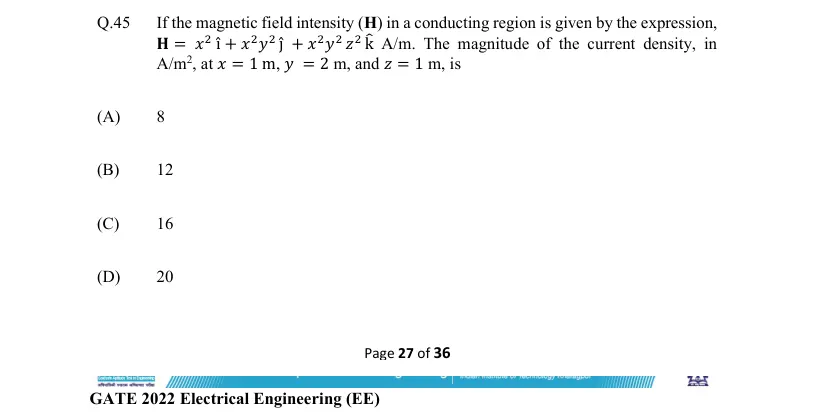 Q.45 If the magnetic field intensity (H) in a conducting region is given by the expression,
H = x² î + x²y² ĵ + x²y² z² k̂ A/m. The magnitude of the current density, in
A/m², at x = 1 m, y = 2 m, and z = 1 m, is
(A) 8
(B) 12
(C) 16
(D) 20
Page 27 of 36
GATE 2022 Electrical Engineering (EE)